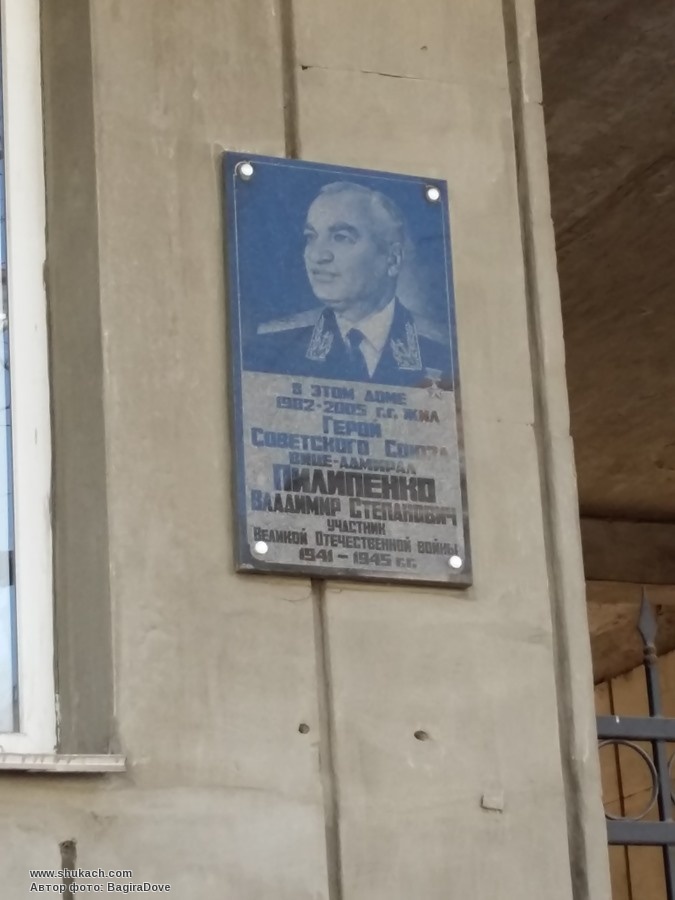 В ЭТОМ ДОМЕ
1982-2005 Г.Г. ЖИЛ
ГЕРОЙ
СОВЕТСКОГО СОЮЗА
ВИЦЕ-АДМИРАЛ
ПИЛИПЕНКО
ВЛАДИМИР СТЕПАНОВИЧ
УЧАСТНИК
ВЕЛИКОЙ ОТЕЧЕСТВЕННОЙ ВОЙНЫ
1941 – 1945 Г.Г.
www.shukach.com
Автор фото: BagiraDove